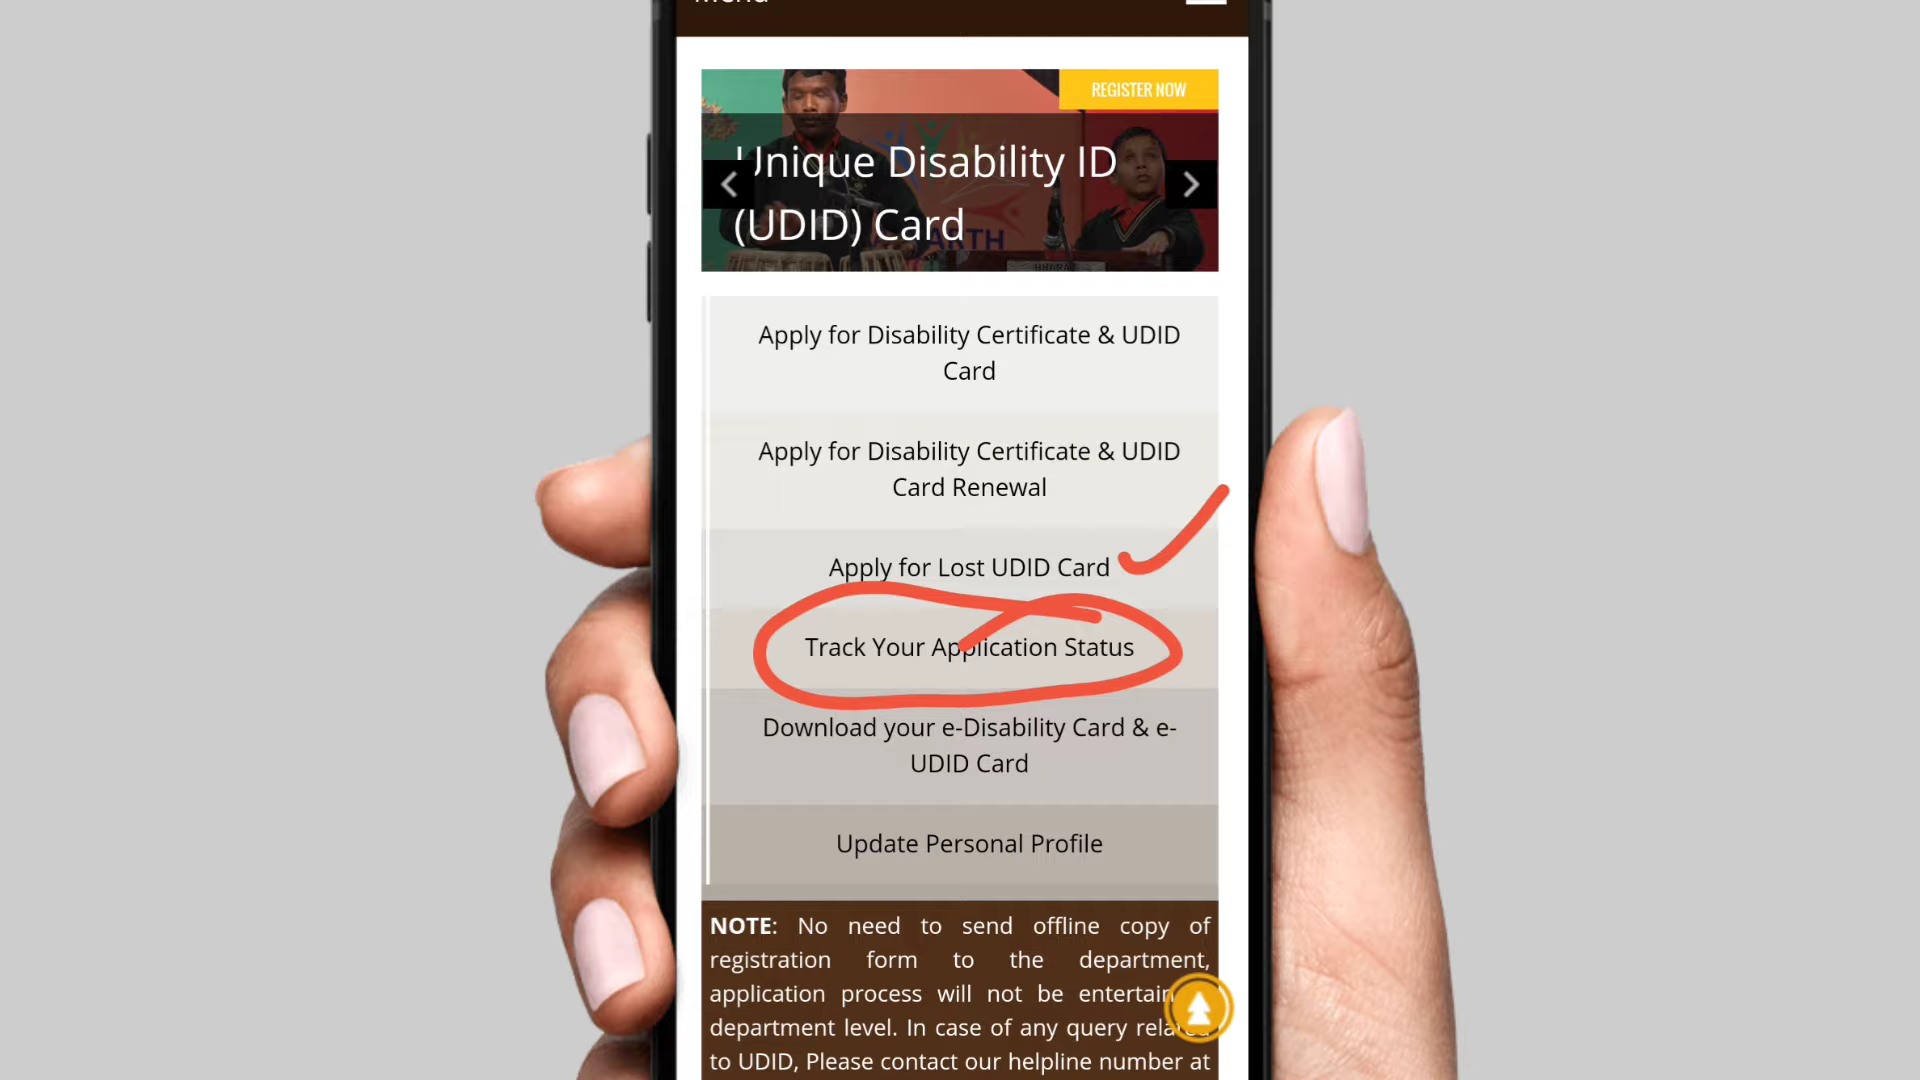 REGISTER NOW
Unique Disability ID
(UDID) Card
Apply for Disability Certificate & UDID
Card
Apply for Disability Certificate & UDID
Card Renewal
Apply for Lost UDID Card
Track Your Application Status
Download your e-Disability Card & e-
UDID Card
Update Personal Profile
NOTE: No need to send offline copy of
registration form to the department,
application process will not be
department level. In case of any query
to UDID, Please contact our helpline number at